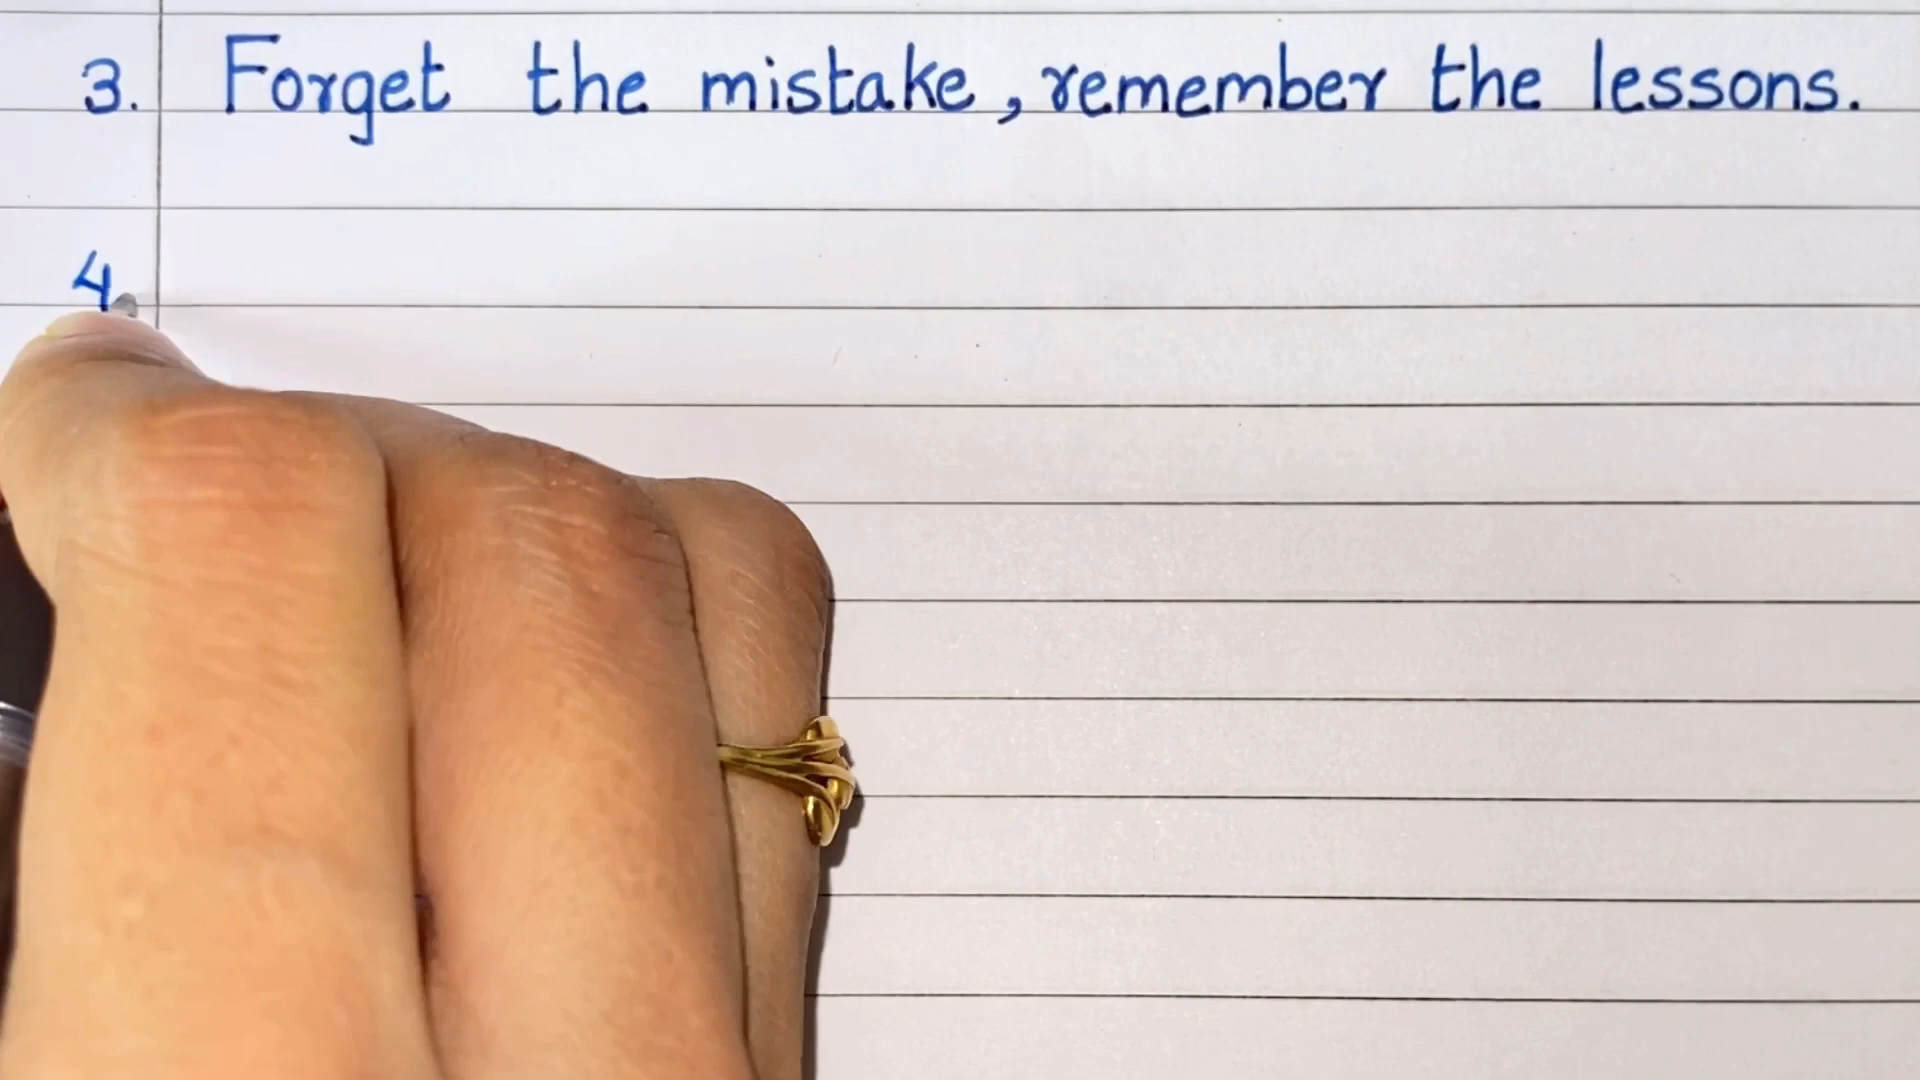 3. Forget the mistake, remember the lessons.
4.